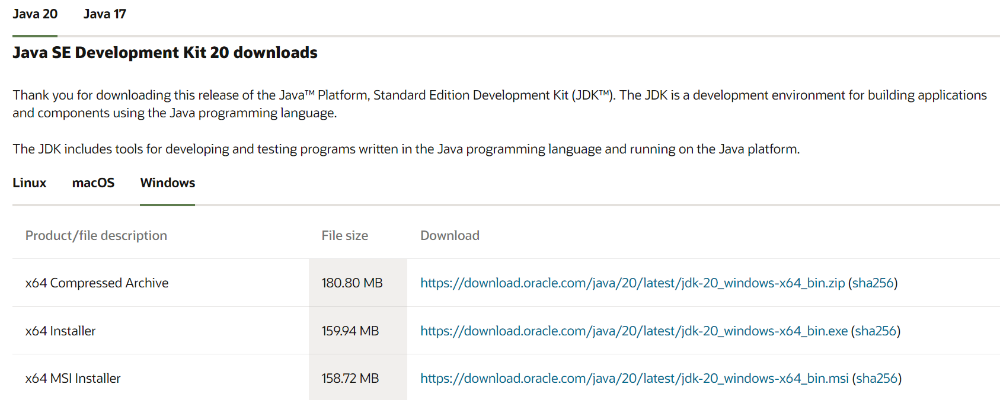 Java 20 Java 17
Java SE Development Kit 20 downloads
Thank you for downloading this release of the Java™ Platform, Standard Edition Development Kit (JDK™). The JDK is a development environment for building applications
and components using the Java programming language.
The JDK includes tools for developing and testing programs written in the Java programming language and running on the Java platform.
Linux macOS Windows
Product/file description File size Download
x64 Compressed Archive 180.80 MB https://download.oracle.com/java/20/latest/jdk-20_windows-x64_bin.zip (sha256)
x64 Installer 159.94 MB https://download.oracle.com/java/20/latest/jdk-20_windows-x64_bin.exe (sha256)
x64 MSI Installer 158.72 MB https://download.oracle.com/java/20/latest/jdk-20_windows-x64_bin.msi (sha256)